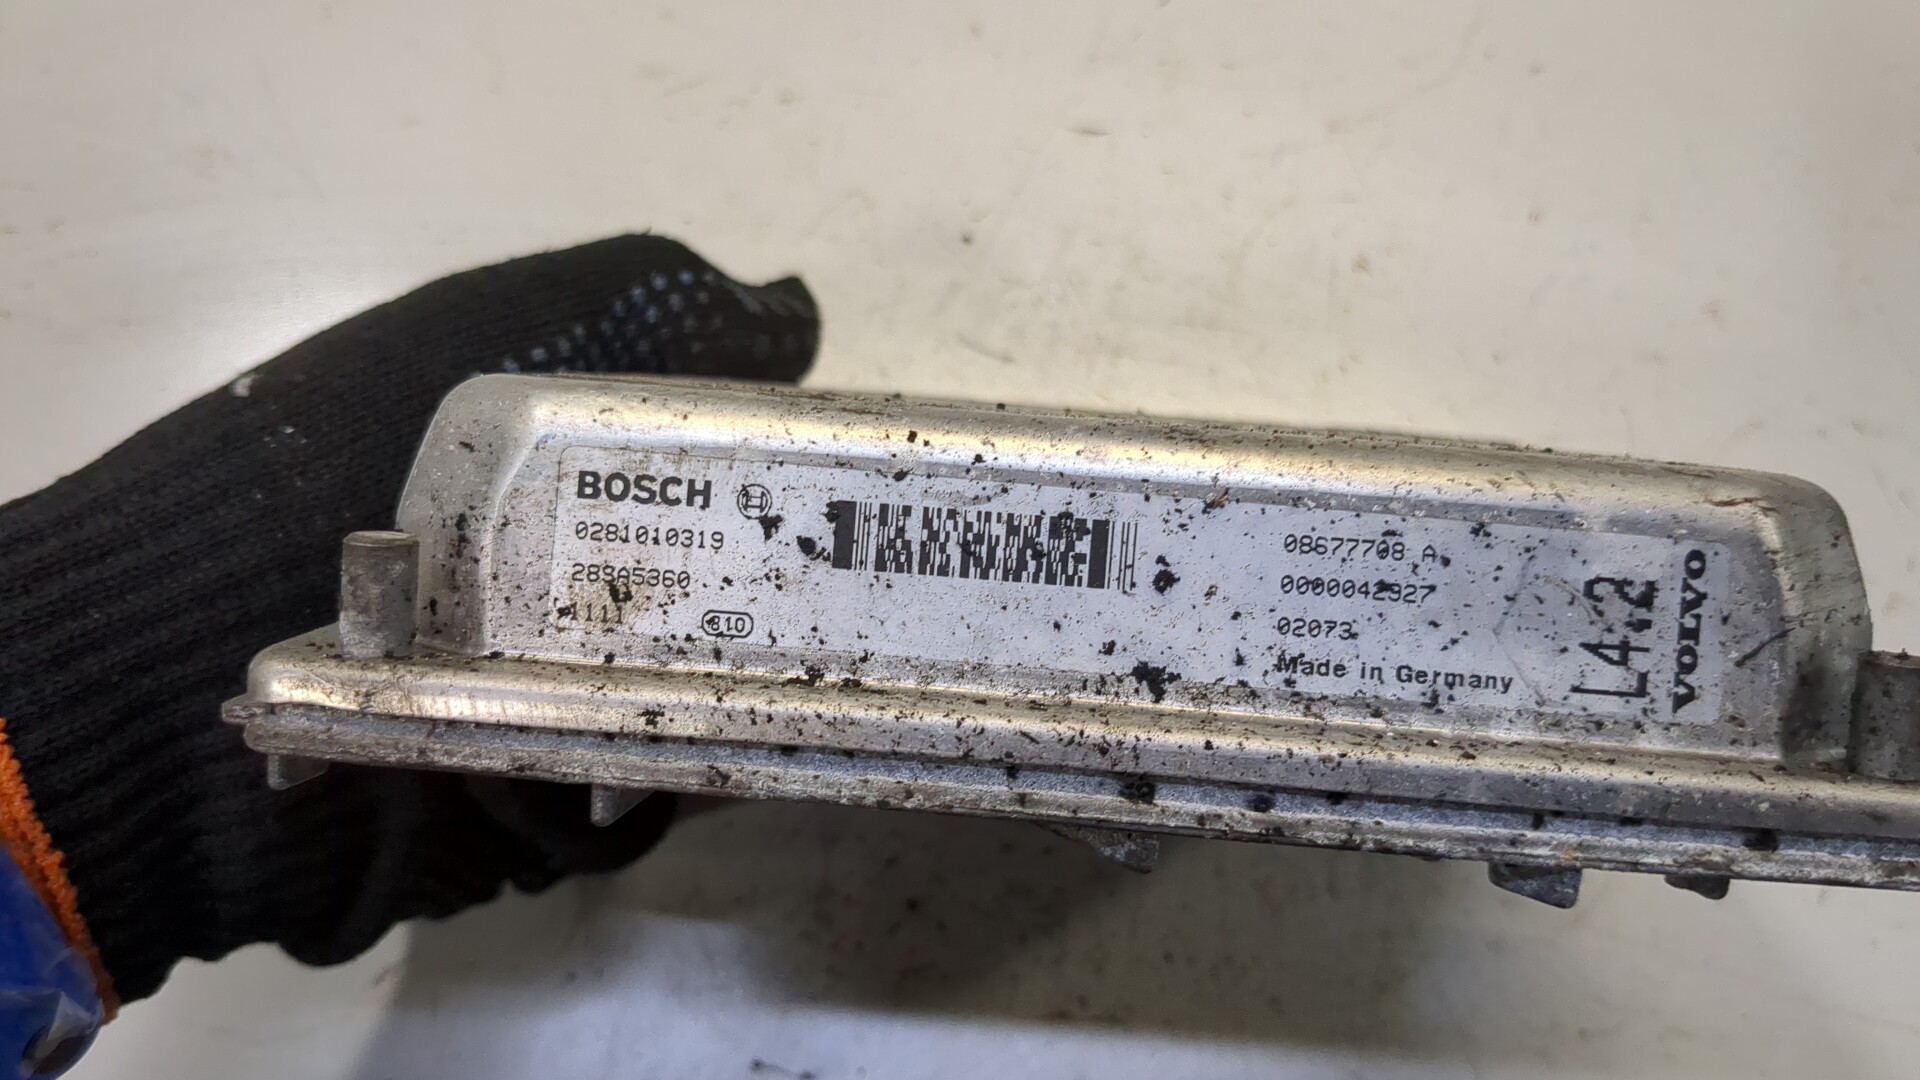 BOSCH
0281010319
28SA5360
1111
810
08677708 A
0000042927
02073
Made in Germany
L42
VOLVO